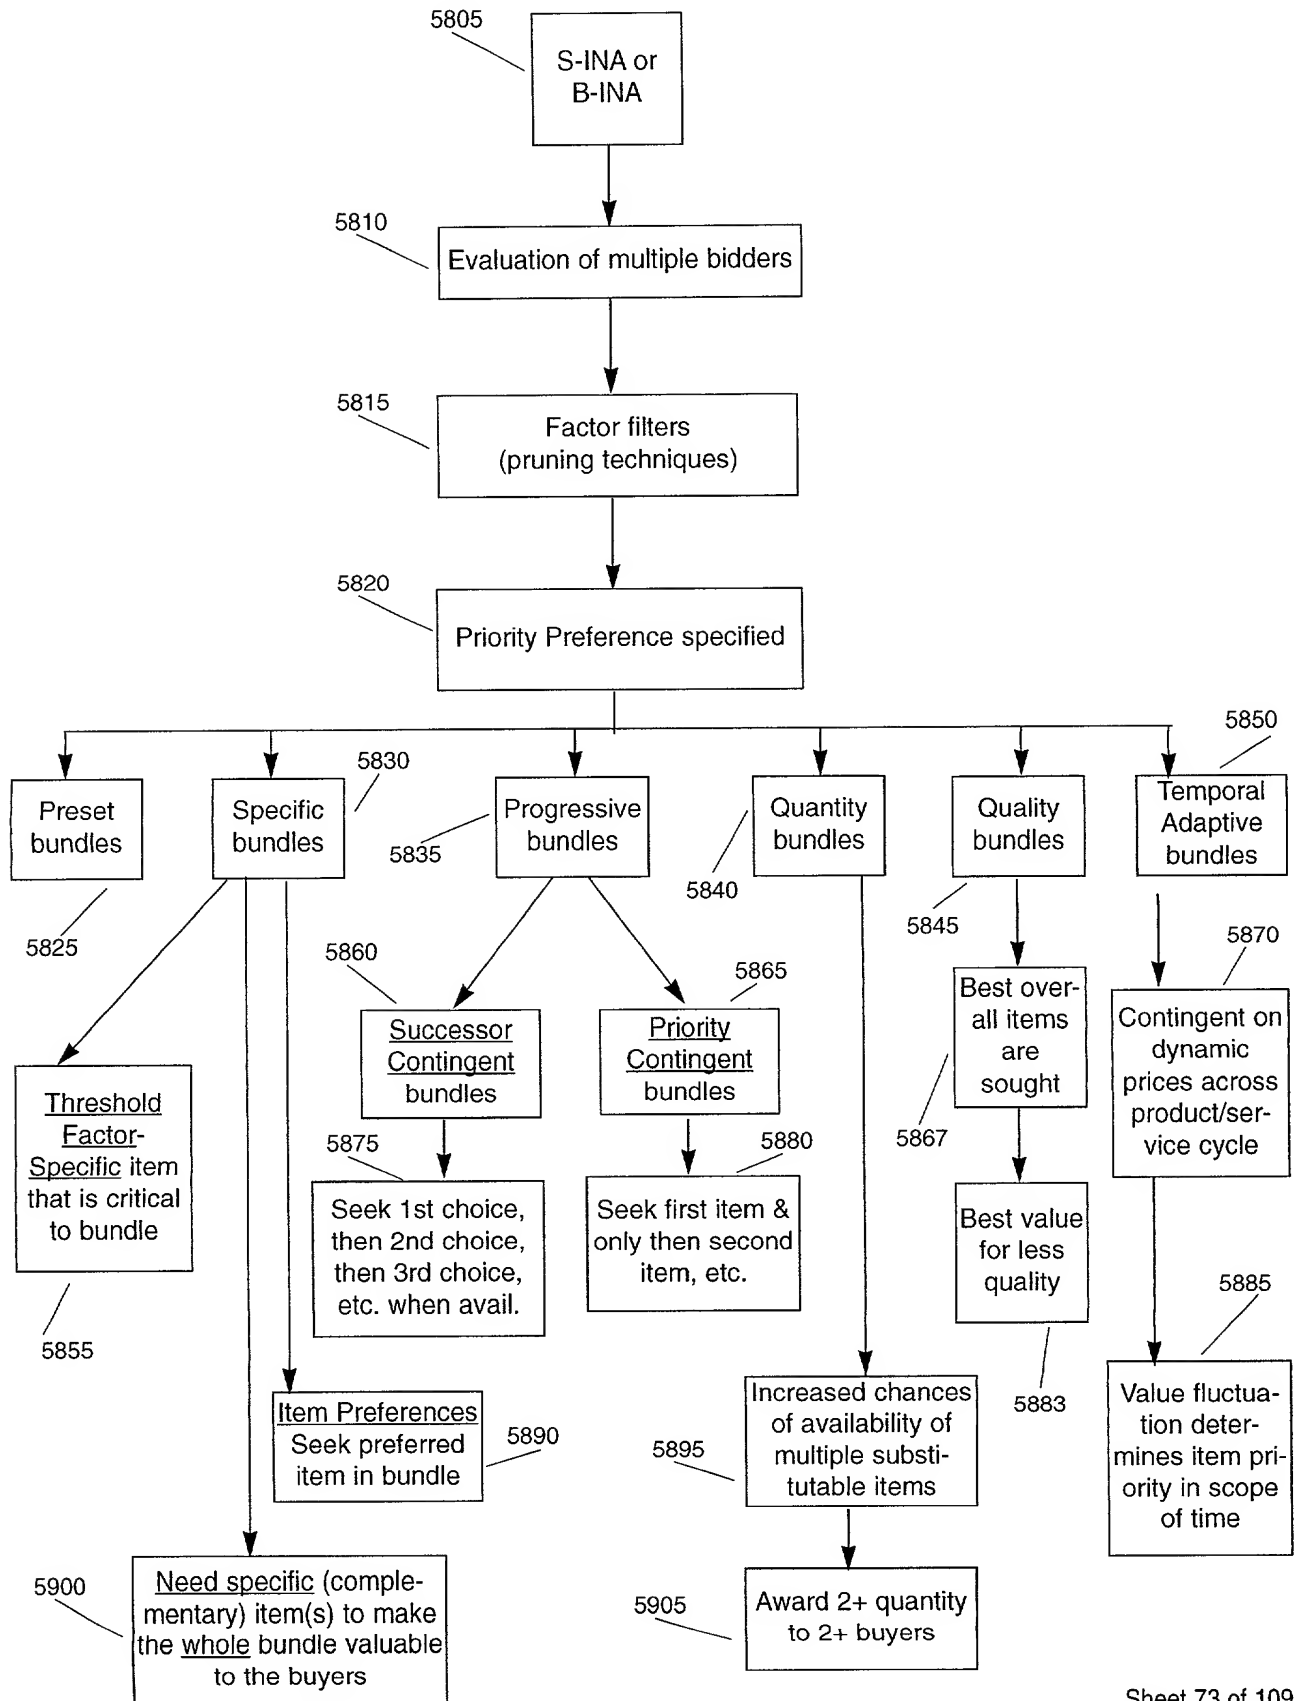 5805
S-INA or
B-INA
5810
Evaluation of multiple bidders
5815
Factor filters
(pruning techniques)
5820
Priority Preference specified
5850
5830
Preset
bundles
Specific
bundles
Progressive
bundles
Quantity
bundles
Quality
bundles
Temporal
Adaptive
bundles
5835
5840
5825
5845
5860
5865
5870
Successor
Contingent
bundles
Priority
Contingent
bundles
Best over-
all items
are
sought
Contingent on
dynamic
prices across
product/ser-
vice cycle
5867
Threshold
Factor-
Specific item
that is critical
to bundle
5855
5875
Seek 1st choice,
then 2nd choice,
then 3rd choice,
etc. when avail.
5880
Seek first item &
only then second
item, etc.
Best value
for less
quality
5883
5885
Value fluctua-
tion deter-
mines item pri-
ority in scope
of time
Item Preferences
Seek preferred
item in bundle
5890
5895
Increased chances
of availability of
multiple substi-
tutable items
5900
Need specific (comple-
mentary) item(s) to make
the whole bundle valuable
to the buyers
5905
Award 2+ quantity
to 2+ buyers
Sheet 73 of 109